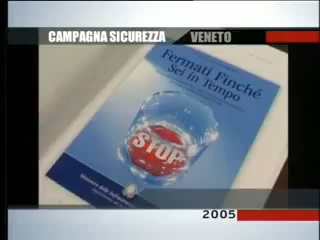 CAMPAGNA SICUREZZA VENETO
Fermati Finché
Sei in Tempo
STOP
2005